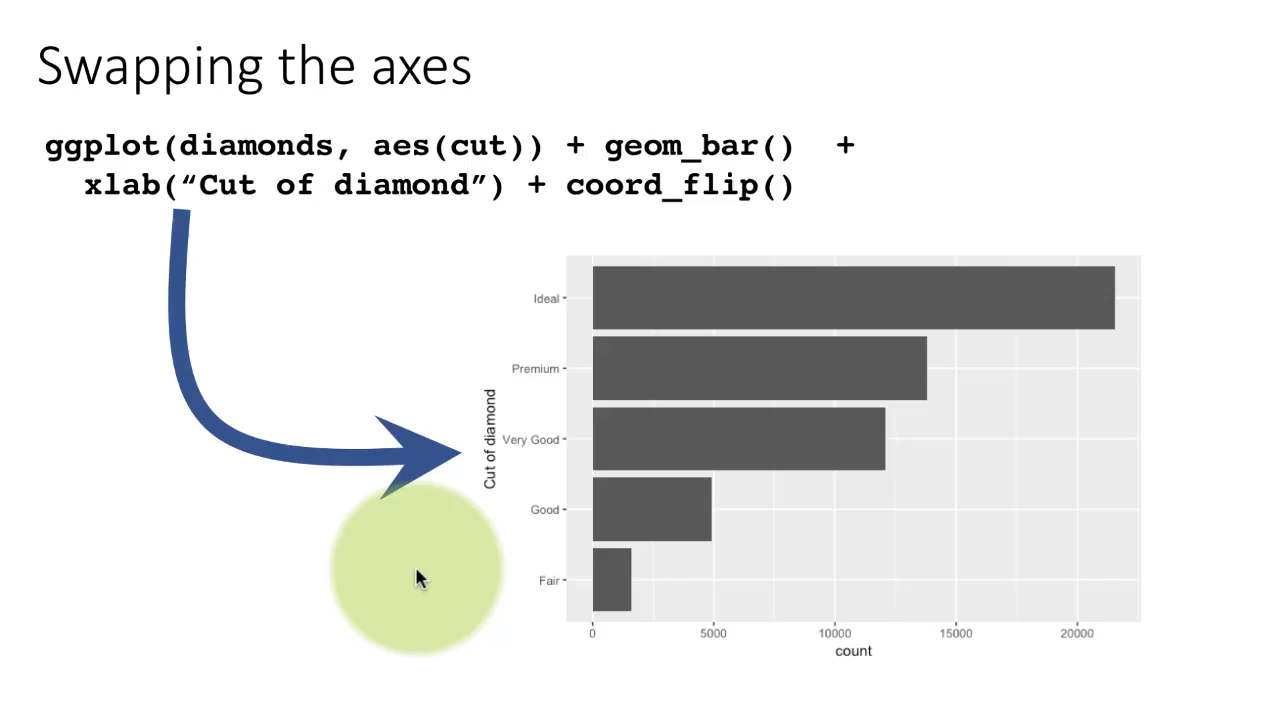 Swapping the axes
ggplot(diamonds, aes(cut)) + geom_bar()  +
xlab(“Cut of diamond”) + coord_flip()
Cut of diamond
Ideal
Premium
Very Good
Good
Fair
0 5000 10000 15000 20000
count